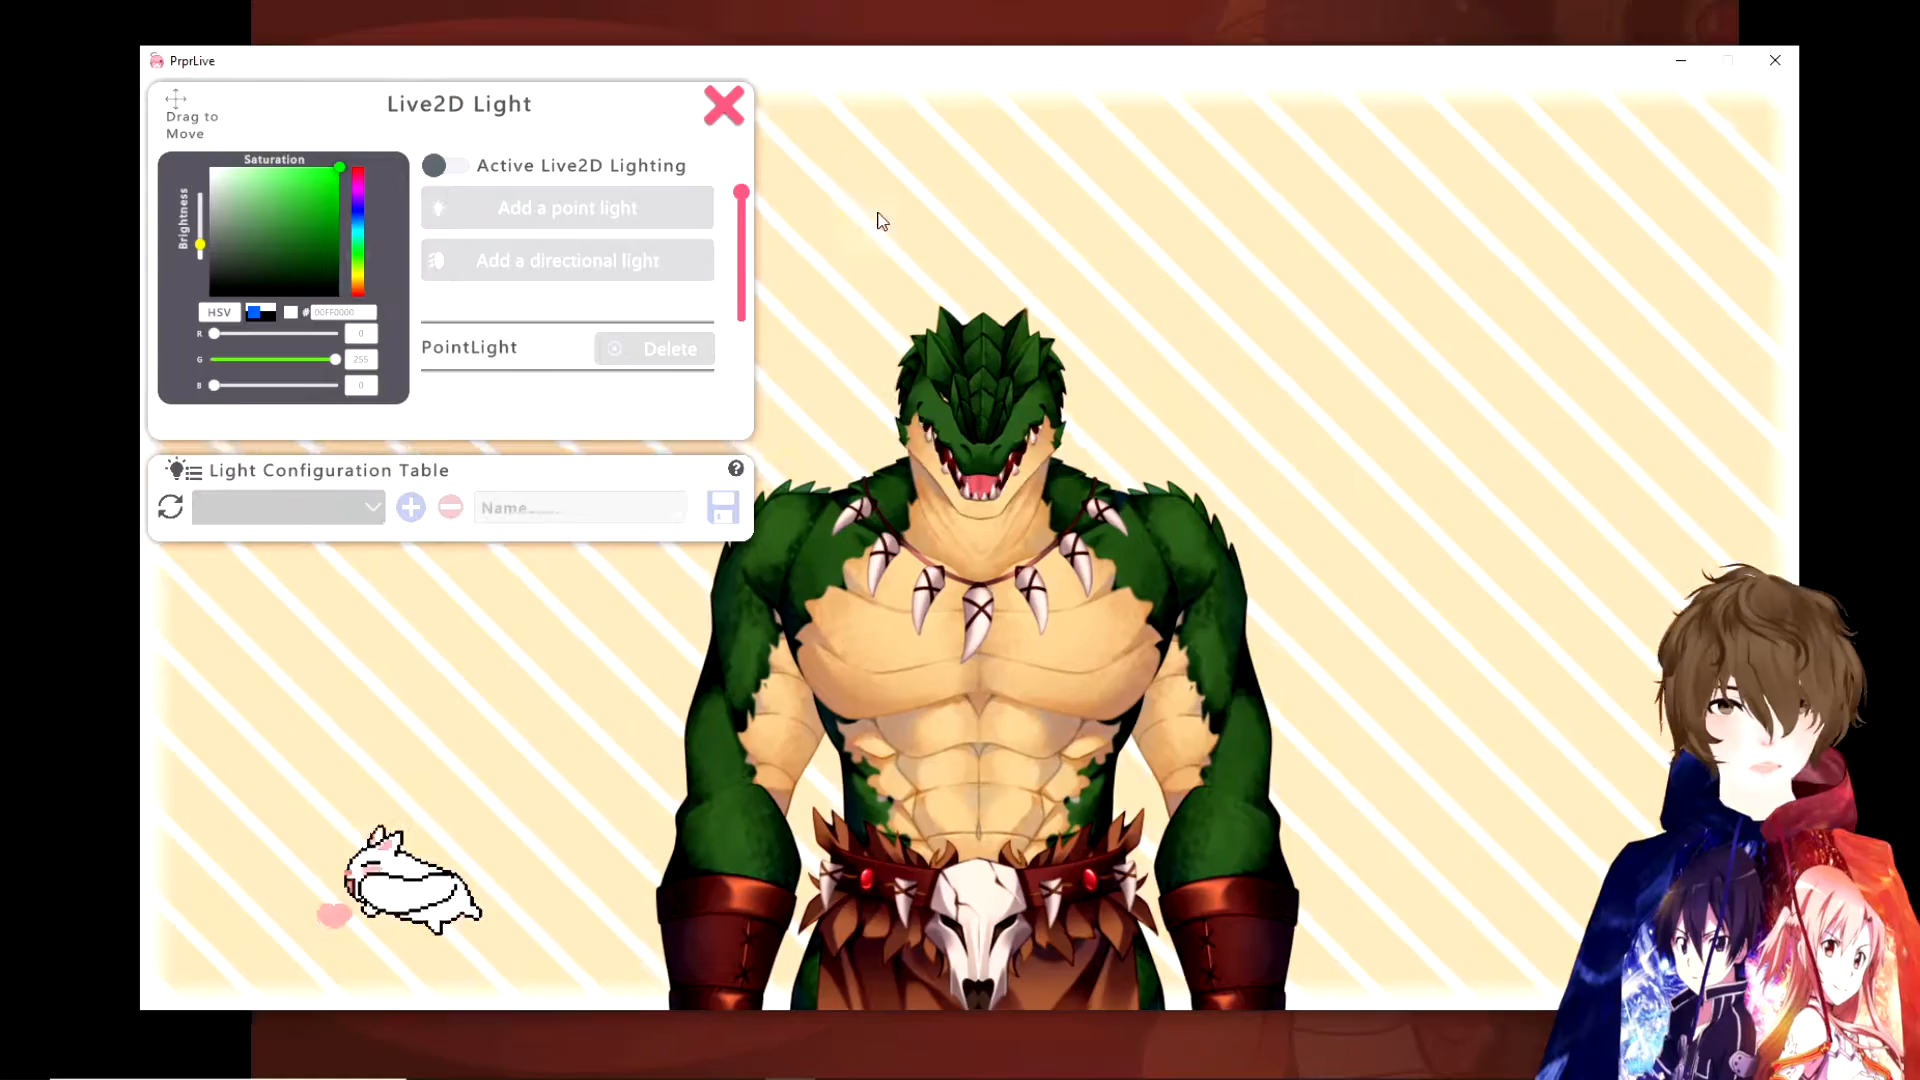 PrprLive
Drag to
Move
Live2D Light
Saturation
Brightness
Active Live2D Lighting
Add a point light
Add a directional light
HSV
# 00FF0000
R 0
G 255
B 0
PointLight
Delete
Light Configuration Table
?
Name...